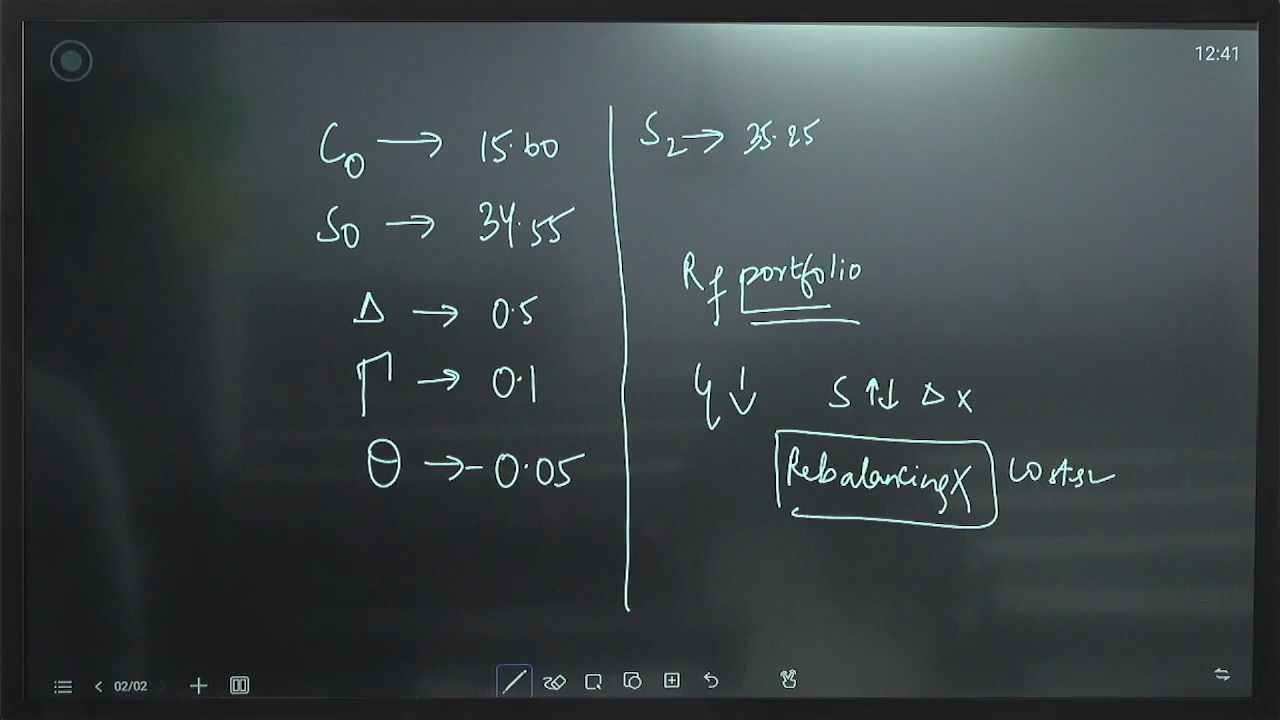 12:41
C0 → 15.60
S0 → 34.55
Δ → 0.5
Γ → 0.1
θ → -0.05
S2 → 35.25
Rf portfolio
↓ S ↑↓ Δ x
Rebalancing X
02/02